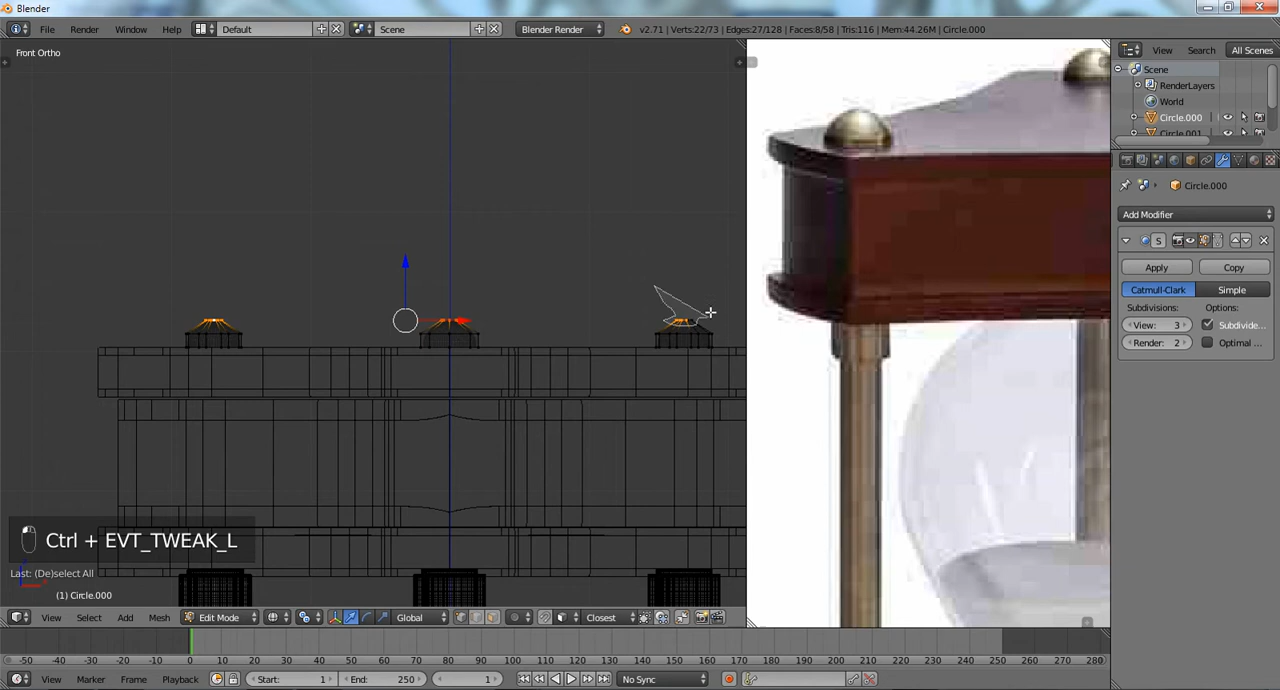 Blender
File Render Window Help Default Scene Blender Render v2.71 | Verts:22/73 | Edges:27/128 | Faces:8/58 | Tris:116 | Mem:44.26M | Circle.000
Front Ortho
View Search All Scenes
Scene
RenderLayers
World
Circle.000
Circle.001
Circle.000
Add Modifier
S
Apply Copy
Catmull-Clark Simple
Subdivisions: Options:
View: 3 Subdivide...
Render: 2 Optimal ...
Ctrl + EVT_TWEAK_L
Last: (De)select All
(1) Circle.000
View Select Add Mesh Edit Mode Global Closest
-50 -40 -30 -20 -10 0 10 20 30 40 50 60 70 80 90 100 110 120 130 140 150 160 170 180 190 200 210 220 230 240 250 260 270 280
View Marker Frame Playback Start: 1 End: 250 1 No Sync